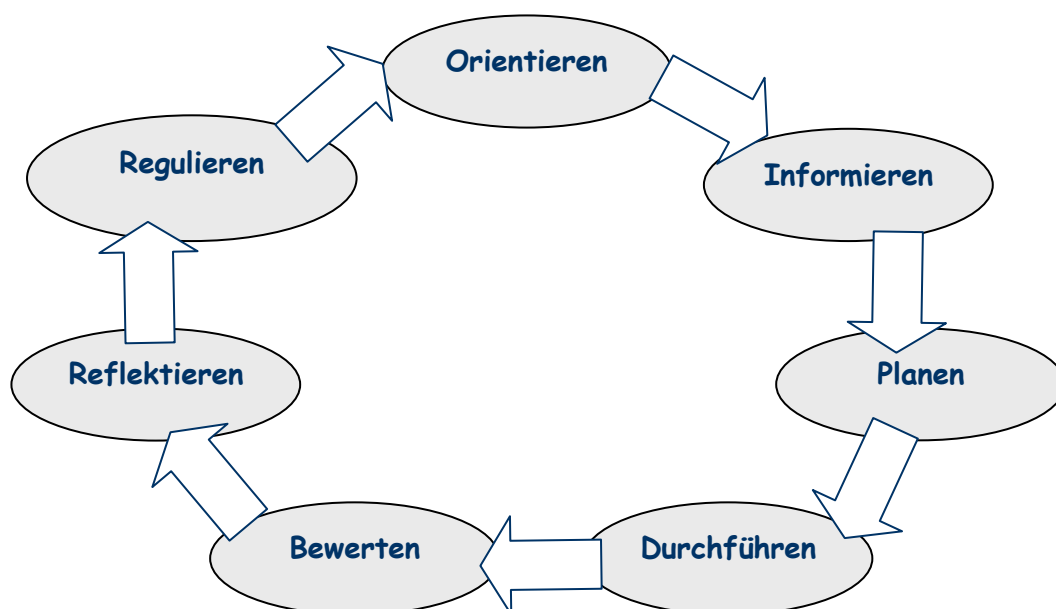 Orientieren
Informieren
Planen
Durchführen
Bewerten
Reflektieren
Regulieren